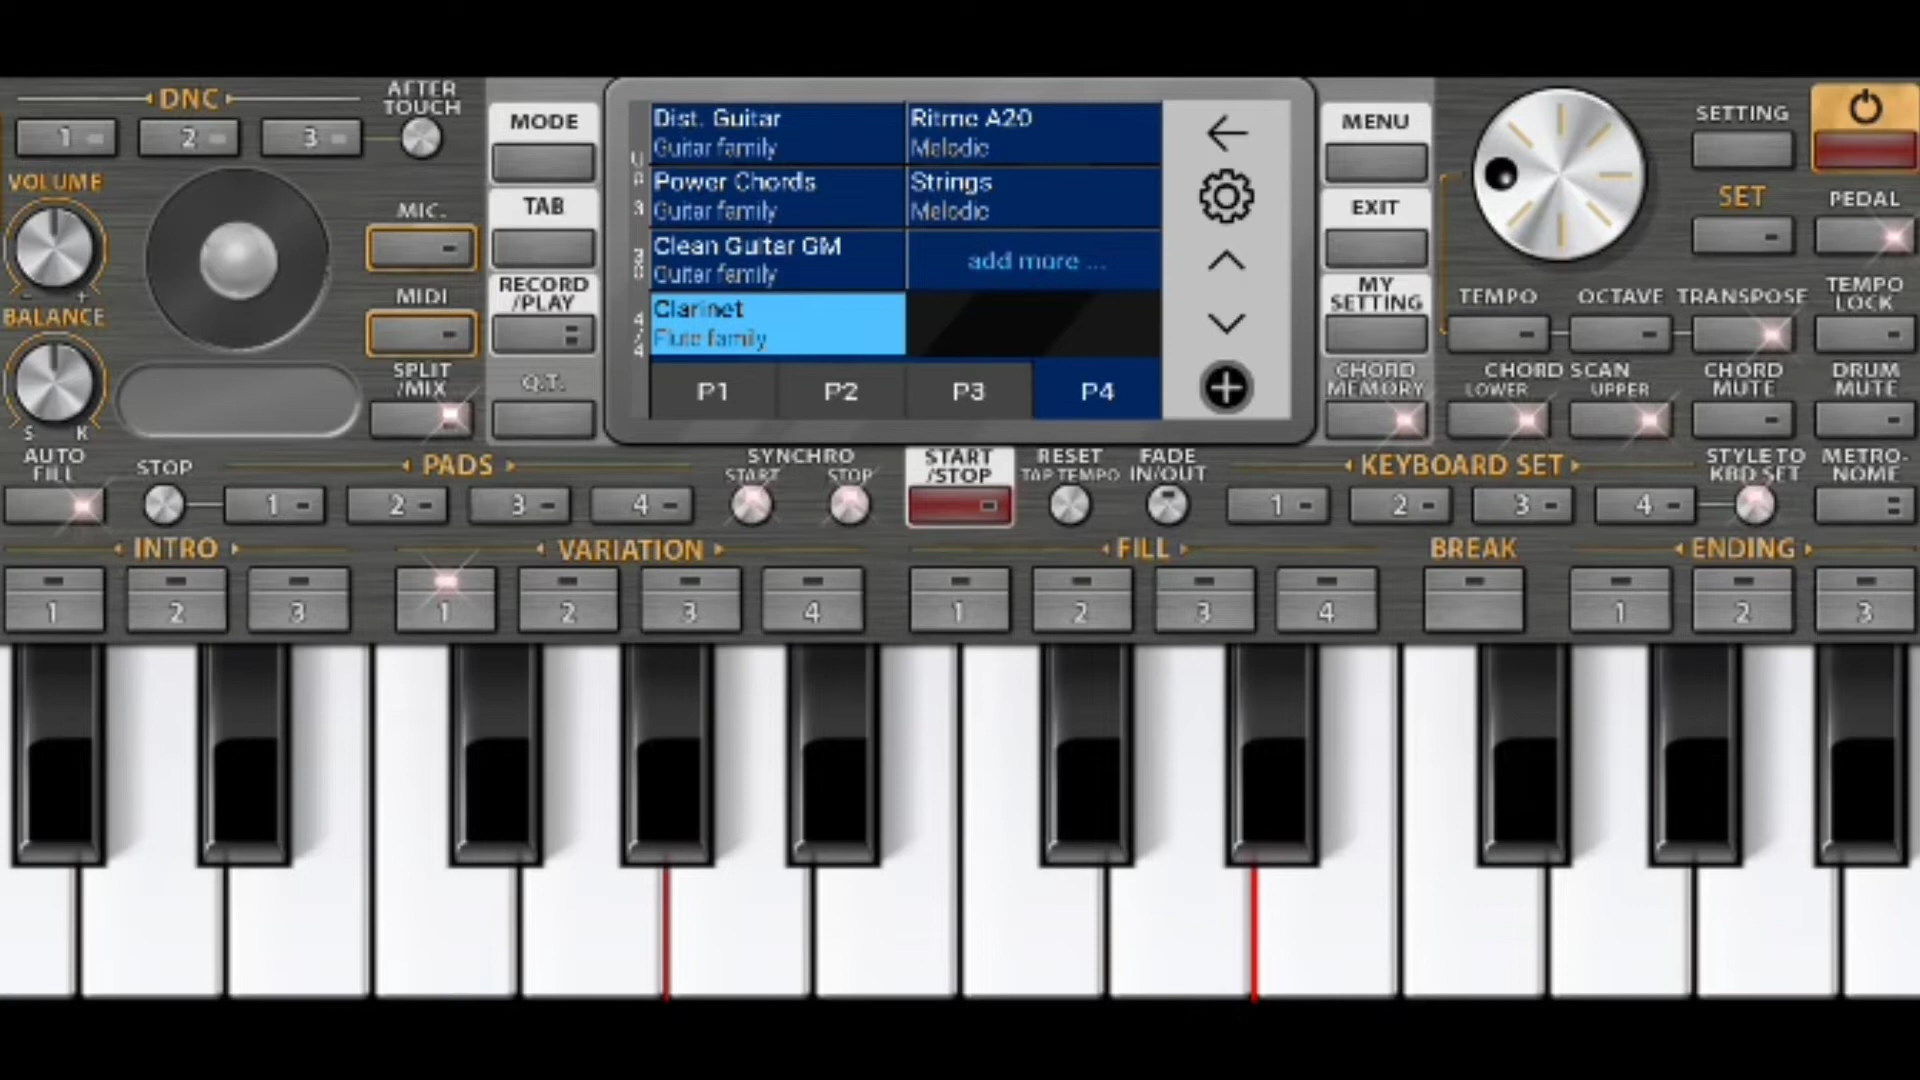 DNC
AFTER
TOUCH
1
2
3
VOLUME
- +
BALANCE
S K
MIC.
MIDI
SPLIT
/MIX
MODE
TAB
RECORD
/PLAY
Q.T.
Dist. Guitar
Guitar family
Ritmc A20
Melodic
Power Chords
Guitar family
Strings
Melodic
Clean Guitar GM
Guitar family
add more ...
Clarinet
Flute family
P1
P2
P3
P4
MENU
EXIT
MY
SETTING
CHORD
MEMORY
SETTING
SET
PEDAL
TEMPO
OCTAVE
TRANSPOSE
TEMPO
LOCK
CHORD SCAN
LOWER
UPPER
CHORD
MUTE
DRUM
MUTE
AUTO
FILL
STOP
PADS
1
2
3
4
SYNCHRO
START
STOP
START
/STOP
RESET
TAP TEMPO
FADE
IN/OUT
KEYBOARD SET
1
2
3
4
STYLE TO
KBD SET
METRO-
NOME
INTRO
1
2
3
VARIATION
1
2
3
4
FILL
1
2
3
4
BREAK
ENDING
1
2
3